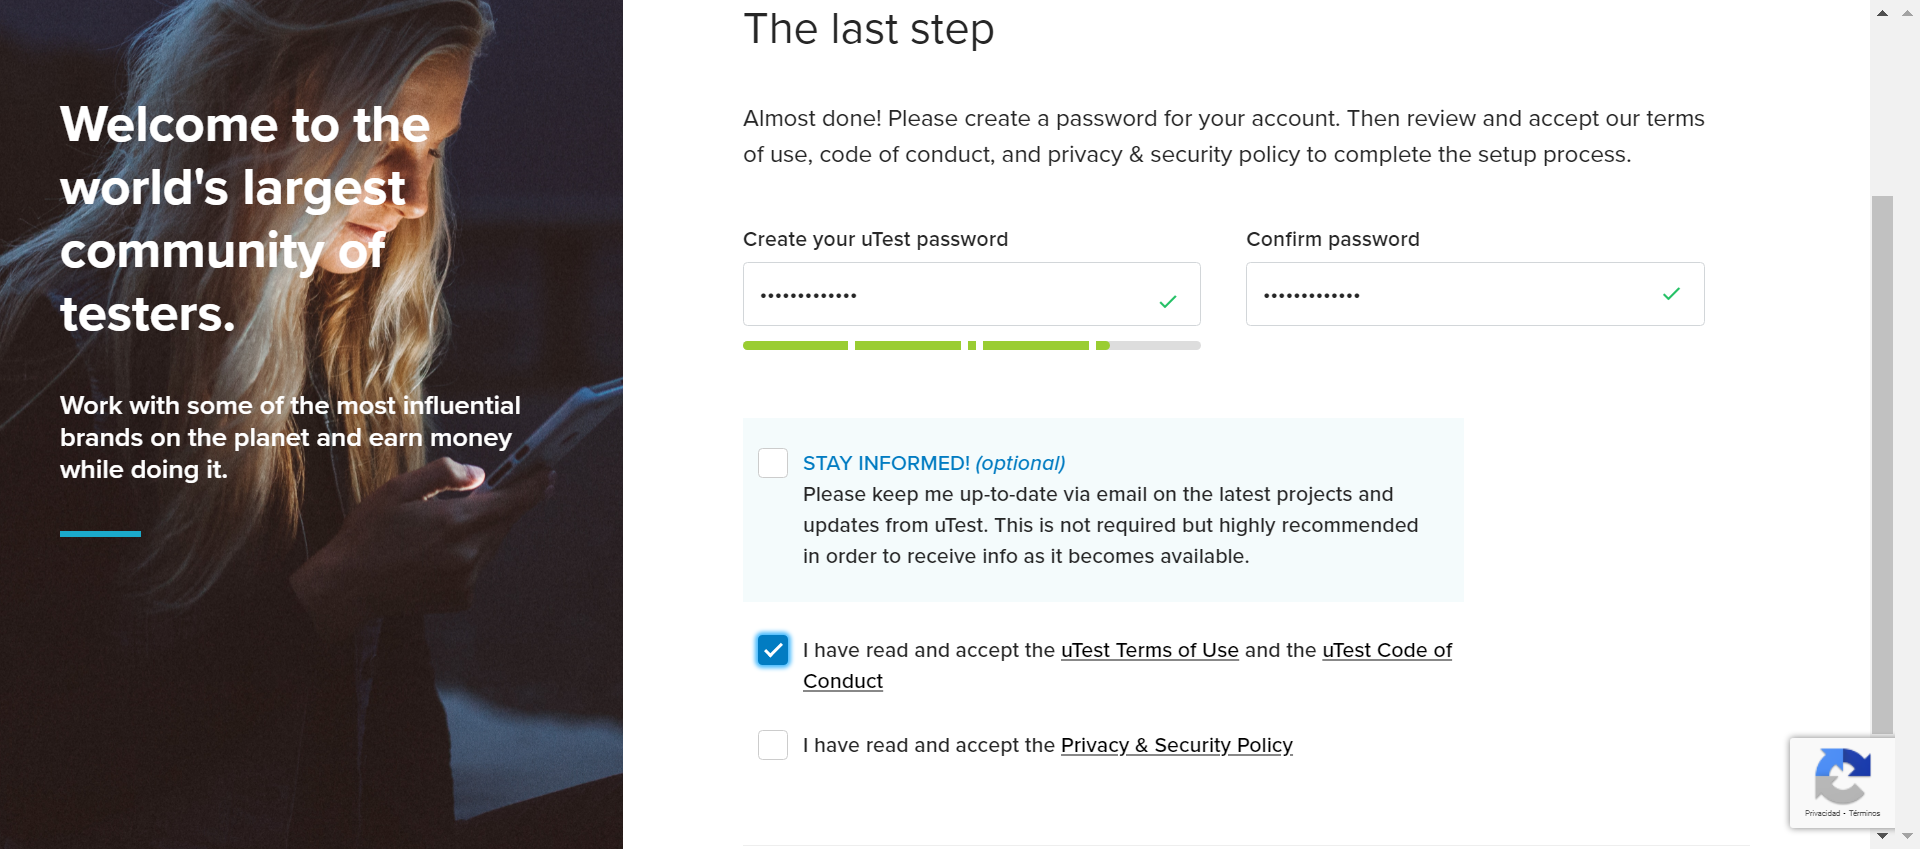 Welcome to the
world's largest
community of
testers.
Work with some of the most influential
brands on the planet and earn money
while doing it.
The last step
Almost done! Please create a password for your account. Then review and accept our terms
of use, code of conduct, and privacy & security policy to complete the setup process.
Create your uTest password
Confirm password
STAY INFORMED! (optional)
Please keep me up-to-date via email on the latest projects and
updates from uTest. This is not required but highly recommended
in order to receive info as it becomes available.
I have read and accept the uTest Terms of Use and the uTest Code of
Conduct
I have read and accept the Privacy & Security Policy
Privacidad - Términos